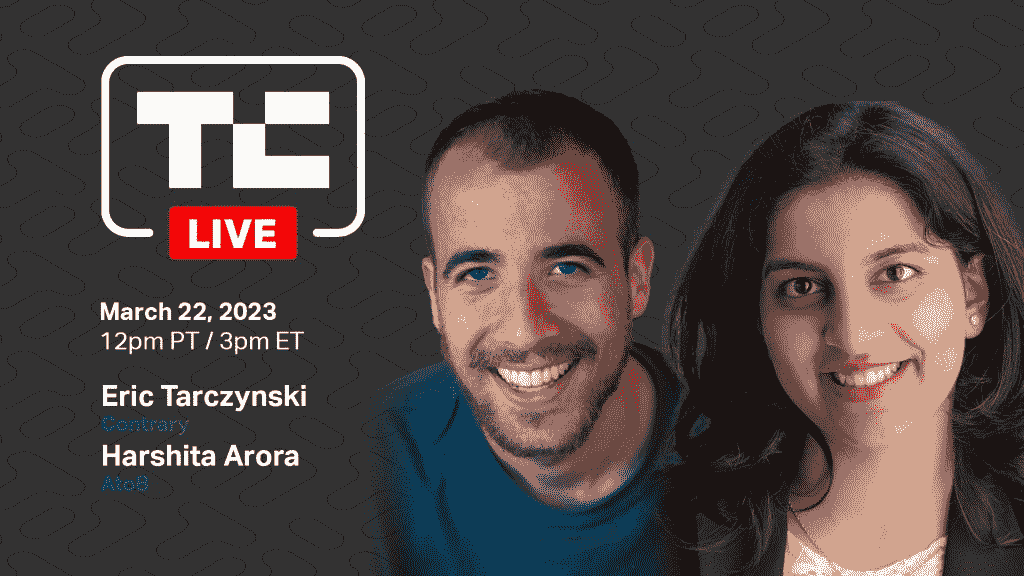 TC
LIVE
March 22, 2023
12pm PT / 3pm ET
Eric Tarczynski
Contrary
Harshita Arora
AtoB